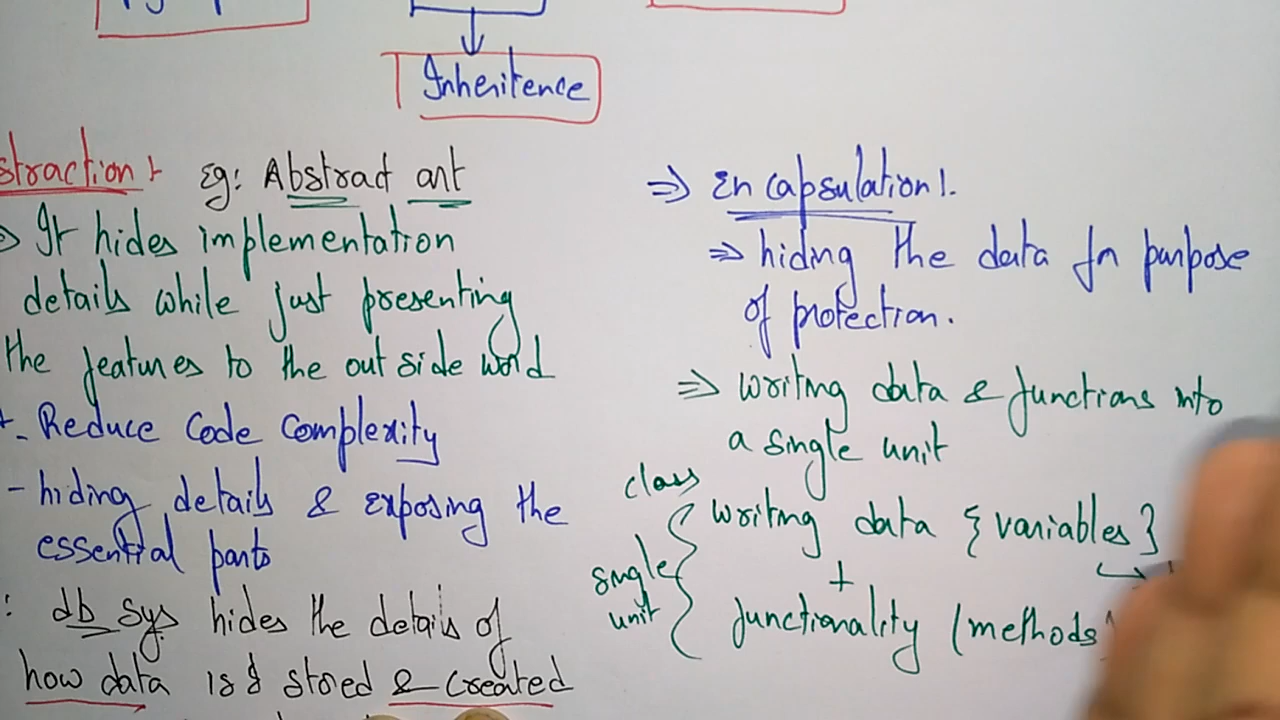 Inheritence
straction :- Eg: Abstract art
⇒ It hides implementation
details while just presenting
the features to the out side world
+ - Reduce Code Complexity
- hiding details & Exposing the
essential parts
: db sys hides the details of
how data is stored & created
⇒ Encapsulation :-
⇒ hiding the data for purpose
of protection.
⇒ writing data & functions into
a single unit
class
single
unit
writing data {variables}
+
functionality (methods)